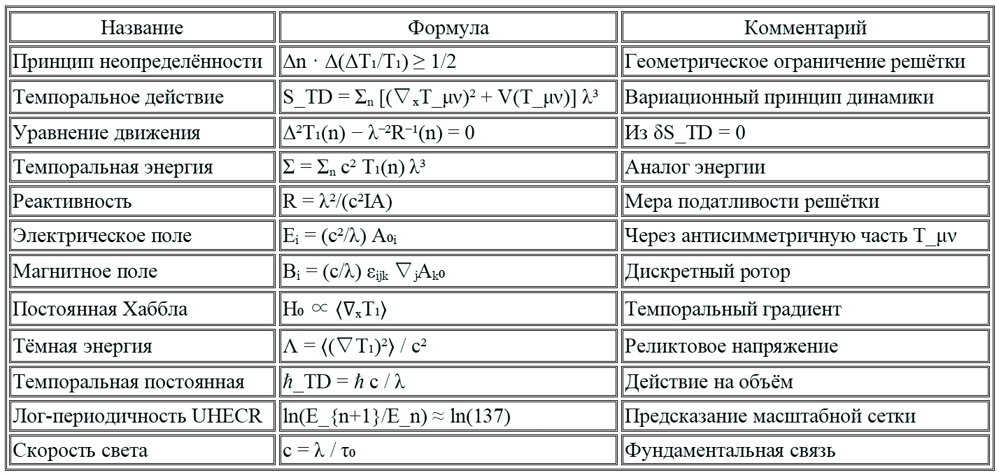 Название Формула Комментарий
Принцип неопределённости Δn · Δ(ΔT₁/T₁) ≥ 1/2 Геометрическое ограничение решётки
Темпоральное действие S_TD = Σₙ [(▽ₓT_μν)² + V(T_μν)] λ³ Вариационный принцип динамики
Уравнение движения Δ²T₁(n) − λ⁻²R⁻¹(n) = 0 Из δS_TD = 0
Темпоральная энергия Σ = Σₙ c² T₁(n) λ³ Аналог энергии
Реактивность R = λ²/(c²IA) Мера податливости решётки
Электрическое поле Eᵢ = (c²/λ) A₀ᵢ Через антисимметричную часть T_μν
Магнитное поле Bᵢ = (c/λ) εᵢⱼₖ ▽ⱼAₖ₀ Дискретный ротор
Постоянная Хаббла H₀ ∝ ⟨∇ₓT₁⟩ Темпоральный градиент
Тёмная энергия Λ = ⟨(▽T₁)²⟩ / c² Реликтовое напряжение
Темпоральная постоянная ℏ_TD = ℏ c / λ Действие на объём
Лог-периодичность UHECR ln(E_{n+1}/E_n) ≈ ln(137) Предсказание масштабной сетки
Скорость света c = λ / τ₀ Фундаментальная связь